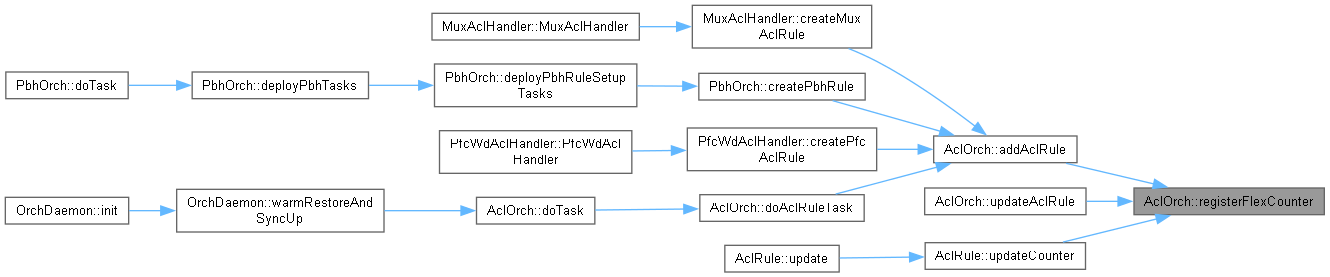 MuxAclHandler::MuxAclHandler
MuxAclHandler::createMux
AclRule
PbhOrch::doTask
PbhOrch::deployPbhTasks
PbhOrch::deployPbhRuleSetup
Tasks
PbhOrch::createPbhRule
PfcWdAclHandler::PfcWdAcl
Handler
PfcWdAclHandler::createPfc
AclRule
AclOrch::addAclRule
OrchDaemon::init
OrchDaemon::warmRestoreAnd
SyncUp
AclOrch::doTask
AclOrch::doAclRuleTask
AclOrch::updateAclRule
AclOrch::registerFlexCounter
AclRule::update
AclRule::updateCounter